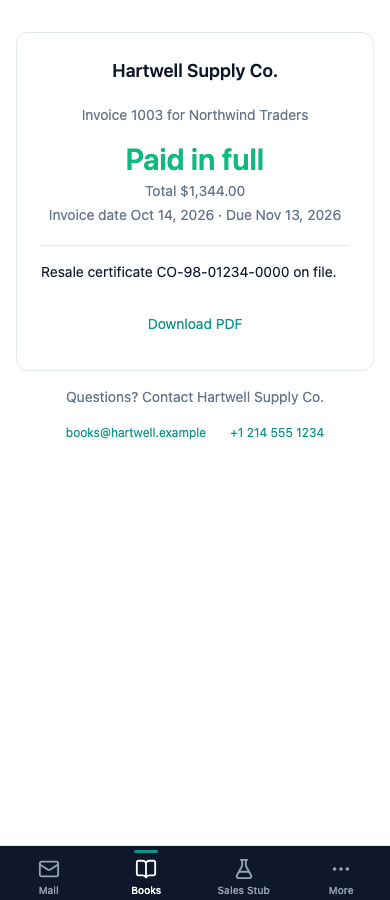 Hartwell Supply Co.
Invoice 1003 for Northwind Traders
Paid in full
Total $1,344.00
Invoice date Oct 14, 2026 · Due Nov 13, 2026
Resale certificate CO-98-01234-0000 on file.
Download PDF
Questions? Contact Hartwell Supply Co.
books@hartwell.example +1 214 555 1234
Mail Books Sales Stub More